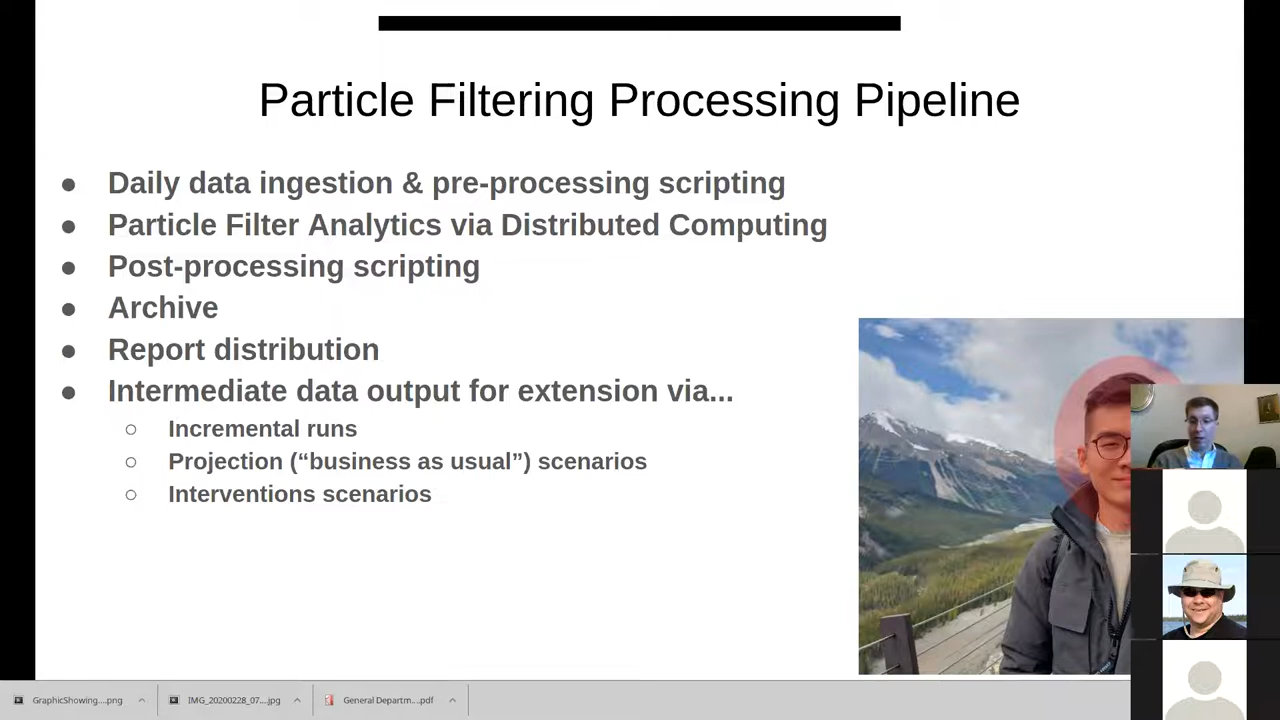 Particle Filtering Processing Pipeline
● Daily data ingestion & pre-processing scripting
● Particle Filter Analytics via Distributed Computing
● Post-processing scripting
● Archive
● Report distribution
● Intermediate data output for extension via...
○ Incremental runs
○ Projection (“business as usual”) scenarios
○ Interventions scenarios
GraphicShowing....png
IMG_20200228_07....jpg
General Departm....pdf